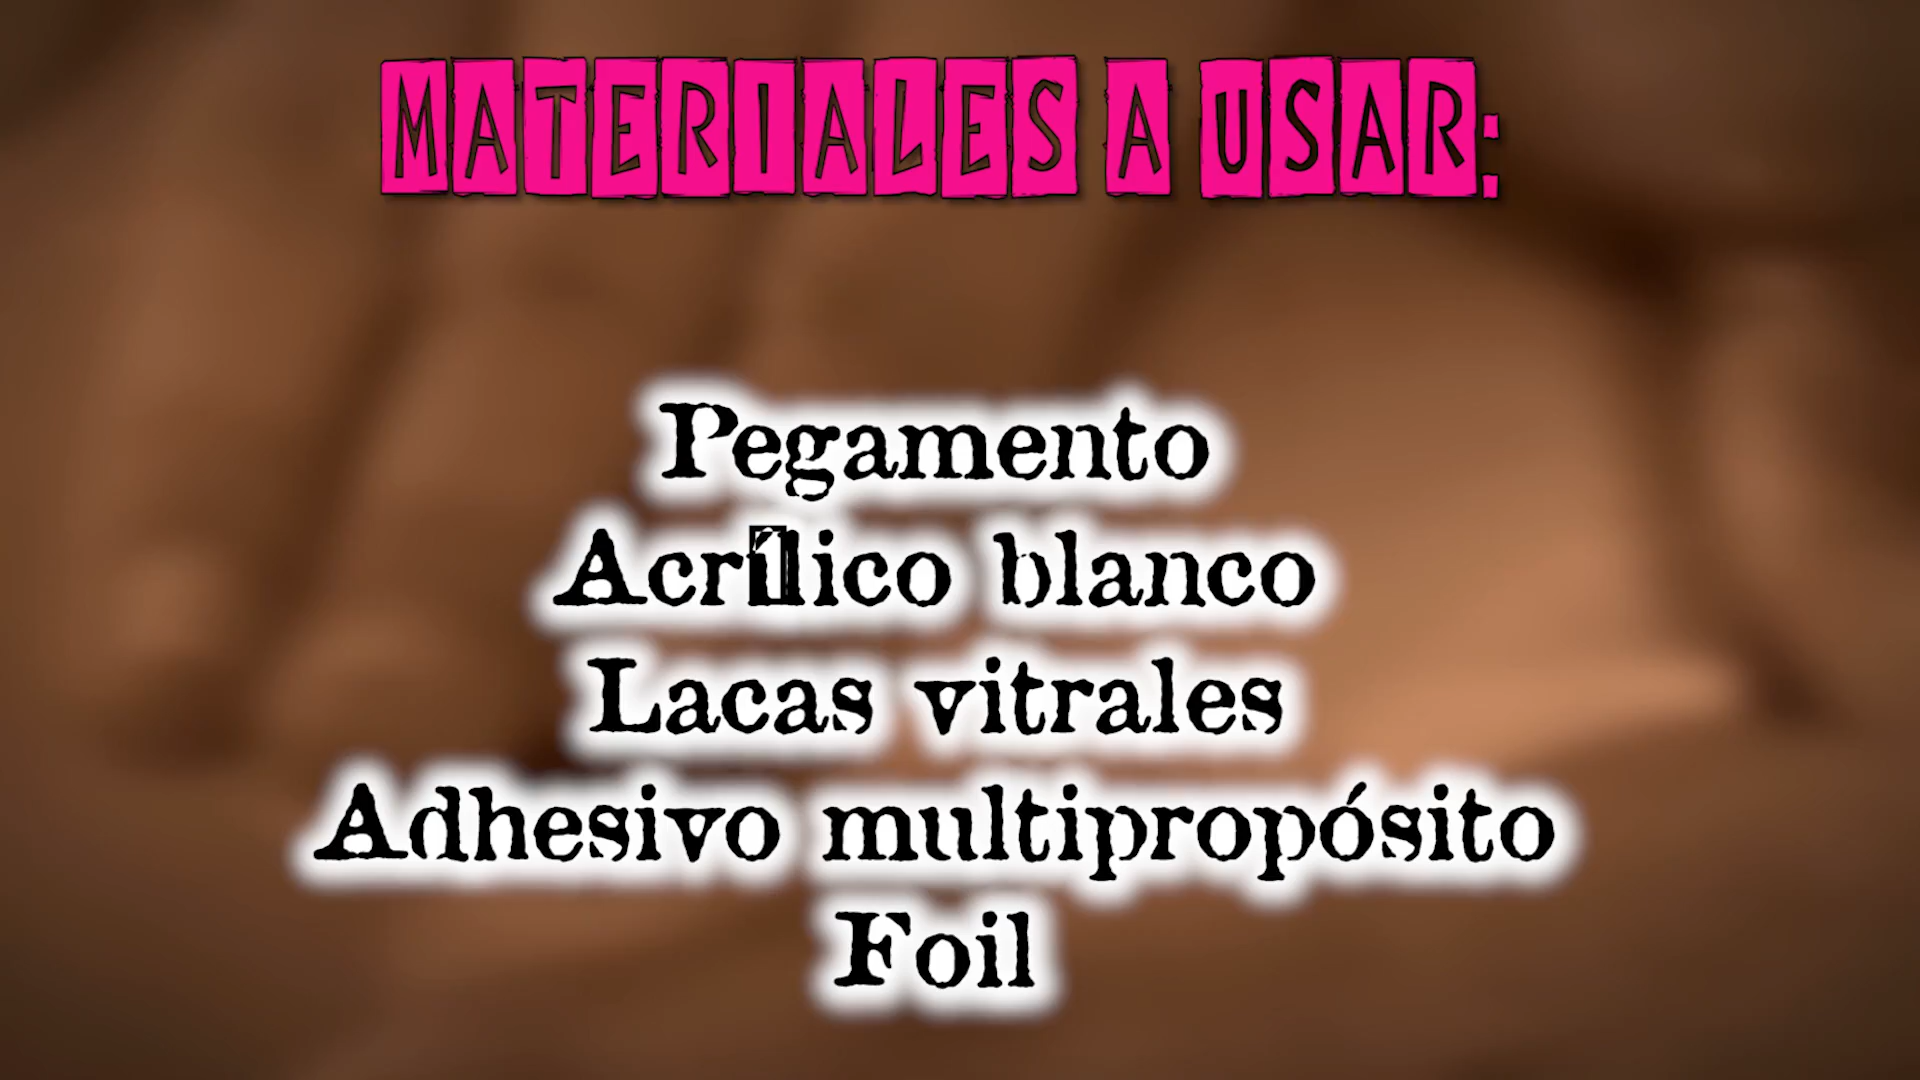 MATERIALES A USAR:
Pegamento
Acrílico blanco
Lacas vitrales
Adhesivo multipropósito
Foil